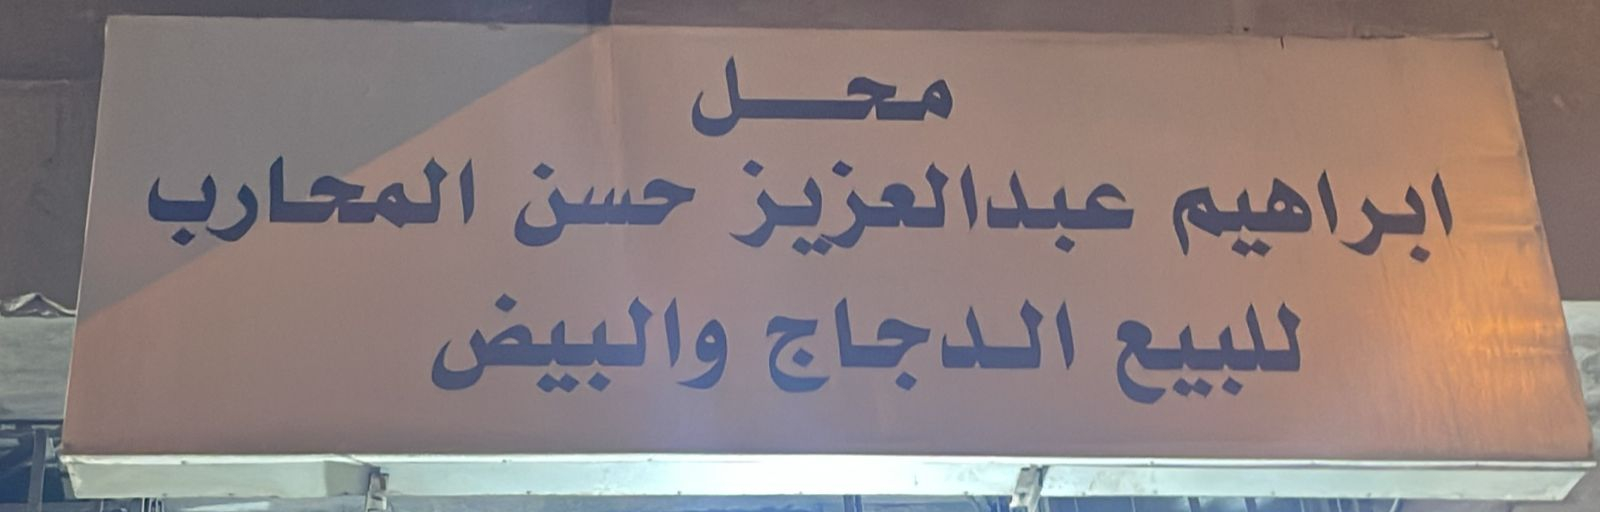 محل
ابراهيم عبدالعزيز حسن المحارب
للبيع الدجاج والبيض